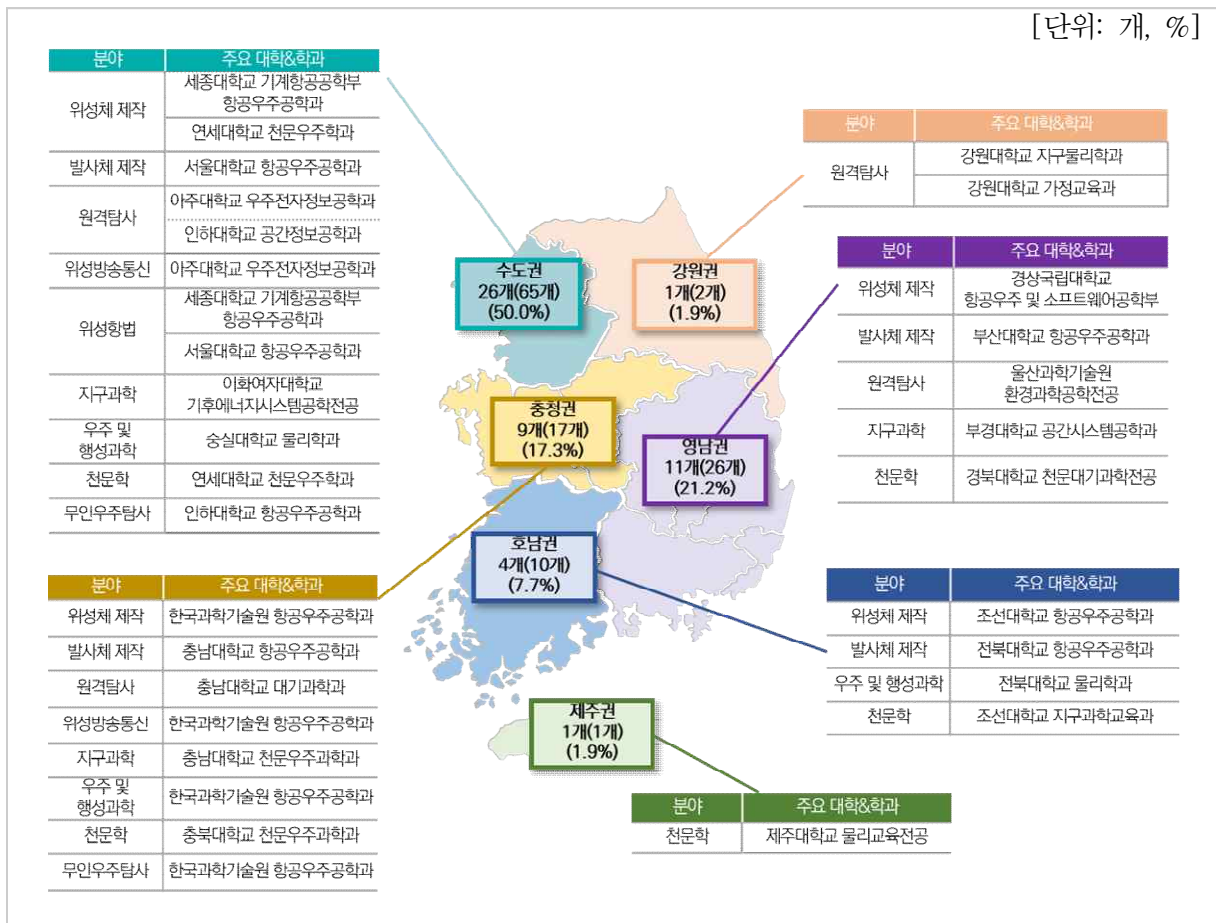 [단위: 개, %]
분야 주요 대학&학과
위성체 제작
세종대학교 기계항공공학부
항공우주공학과
연세대학교 천문우주학과
발사체 제작 서울대학교 항공우주공학과
원격탐사
아주대학교 우주전자정보공학과
인하대학교 공간정보공학과
위성방송통신 아주대학교 우주전자정보공학과
위성항법
세종대학교 기계항공공학부
항공우주공학과
서울대학교 항공우주공학과
지구과학
이화여자대학교
기후에너지시스템공학전공
우주 및
행성과학
숭실대학교 물리학과
천문학 연세대학교 천문우주학과
무인우주탐사 인하대학교 항공우주공학과
분야 주요 대학&학과
원격탐사
강원대학교 지구물리학과
강원대학교 가정교육과
수도권
26개(65개)
(50.0%)
강원권
1개(2개)
(1.9%)
분야 주요 대학&학과
위성체 제작
경상국립대학교
항공우주 및 소프트웨어공학부
발사체 제작 부산대학교 항공우주공학과
원격탐사
울산과학기술원
환경과학공학전공
지구과학 부경대학교 공간시스템공학과
천문학 경북대학교 천문대기과학전공
충청권
9개(17개)
(17.3%)
영남권
11개(26개)
(21.2%)
호남권
4개(10개)
(7.7%)
분야 주요 대학&학과
위성체 제작 한국과학기술원 항공우주공학과
발사체 제작 충남대학교 항공우주공학과
원격탐사 충남대학교 대기과학과
위성방송통신 한국과학기술원 항공우주공학과
지구과학 충남대학교 천문우주과학과
우주 및
행성과학
한국과학기술원 항공우주공학과
천문학 충북대학교 천문우주과학과
무인우주탐사 한국과학기술원 항공우주공학과
분야 주요 대학&학과
위성체 제작 조선대학교 항공우주공학과
발사체 제작 전북대학교 항공우주공학과
우주 및 행성과학 전북대학교 물리학과
천문학 조선대학교 지구과학교육과
제주권
1개(1개)
(1.9%)
분야 주요 대학&학과
천문학 제주대학교 물리교육전공